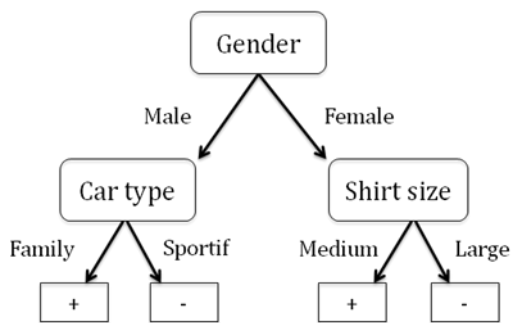 Gender
Male Female
Car type Shirt size
Family Sportif Medium Large
+ - + -